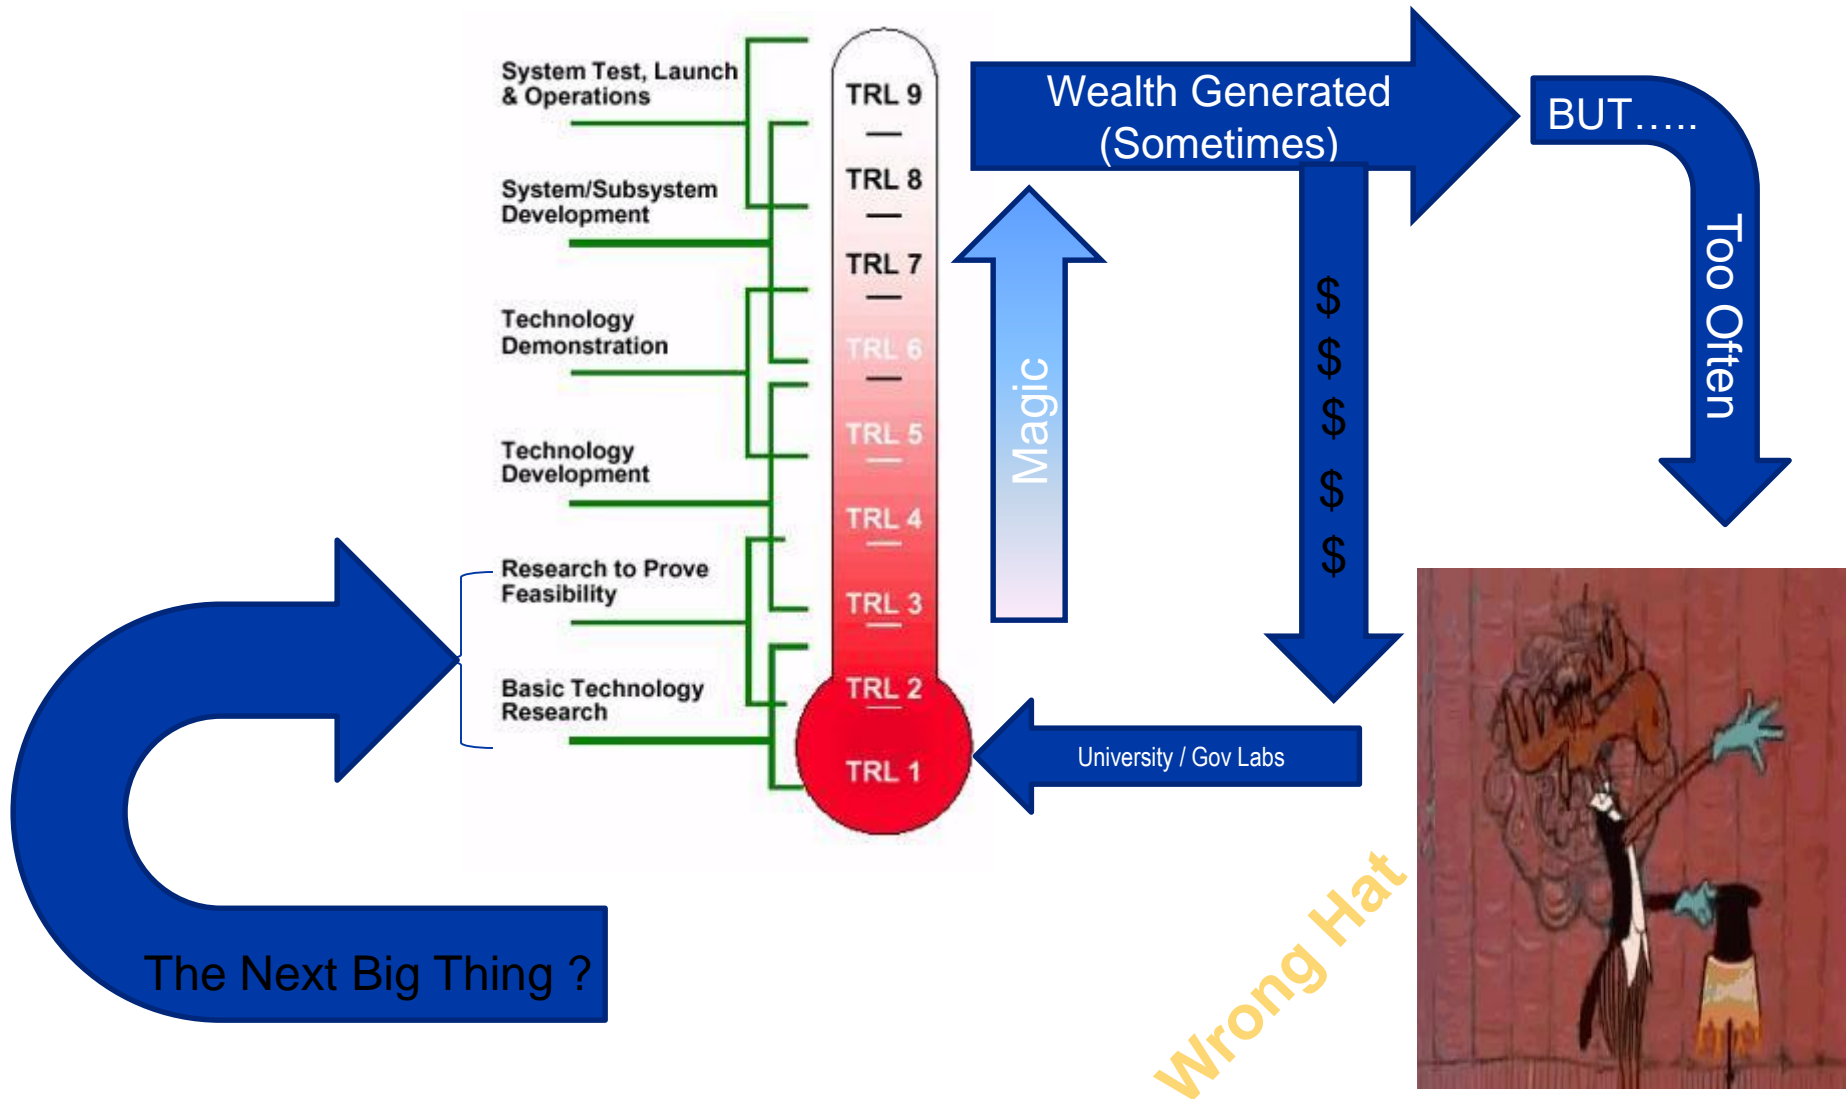 System Test, Launch
& Operations
System/Subsystem
Development
Technology
Demonstration
Technology
Development
Research to Prove
Feasibility
Basic Technology
Research
TRL 9
TRL 8
TRL 7
TRL 6
TRL 5
TRL 4
TRL 3
TRL 2
TRL 1
Magic
Wealth Generated
(Sometimes)
$
$
$
$
$
University / Gov Labs
BUT.....
Too Often
The Next Big Thing ?
Wrong Hat